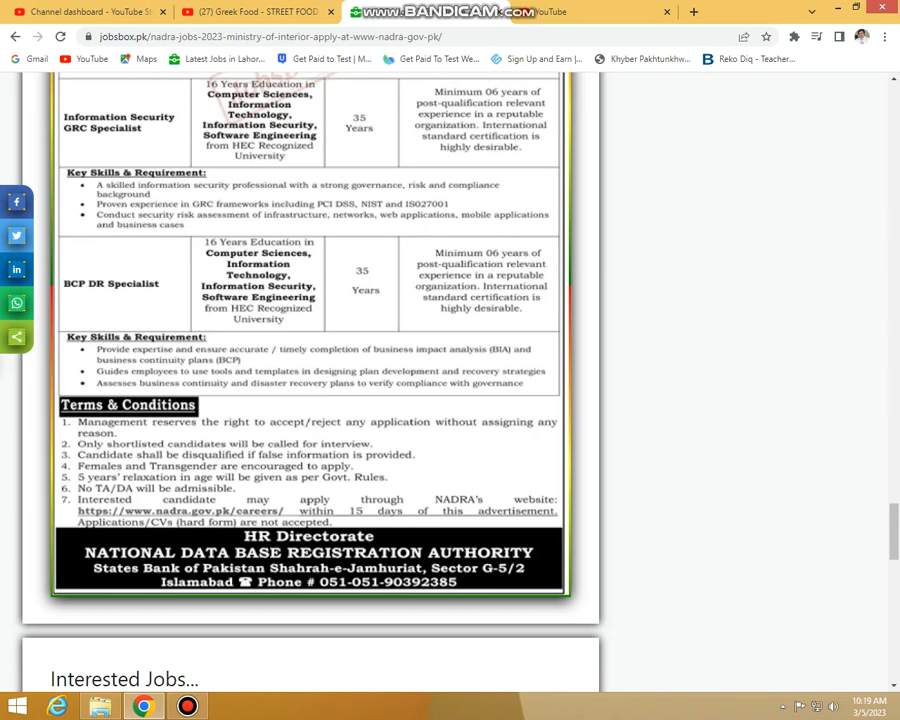 Channel dashboard - YouTube St
(27) Greek Food - STREET FOOD
www.BANDICAM.com
YouTube
jobsbox.pk/nadra-jobs-2023-ministry-of-interior-apply-at-www-nadra-gov-pk/
Gmail YouTube Maps Latest Jobs in Lahor... Get Paid to Test | M... Get Paid To Test We... Sign Up and Earn |... Khyber Pakhtunkhw... Reko Diq - Teacher...
Information Security GRC Specialist
16 Years Education in
Computer Sciences,
Information
Technology,
Information Security,
Software Engineering
from HEC Recognized
University
35
Years
Minimum 06 years of
post-qualification relevant
experience in a reputable
organization. International
standard certification is
highly desirable.
Key Skills & Requirement:
• A skilled information security professional with a strong governance, risk and compliance
background
• Proven experience in GRC frameworks including PCI DSS, NIST and IS027001
• Conduct security risk assessment of infrastructure, networks, web applications, mobile applications
and business cases
BCP DR Specialist
16 Years Education in
Computer Sciences,
Information
Technology,
Information Security,
Software Engineering
from HEC Recognized
University
35
Years
Minimum 06 years of
post-qualification relevant
experience in a reputable
organization. International
standard certification is
highly desirable.
Key Skills & Requirement:
• Provide expertise and ensure accurate / timely completion of business impact analysis (BIA) and
business continuity plans (BCP)
• Guides employees to use tools and templates in designing plan development and recovery strategies
• Assesses business continuity and disaster recovery plans to verify compliance with governance
Terms & Conditions
1. Management reserves the right to accept/reject any application without assigning any
reason.
2. Only shortlisted candidates will be called for interview.
3. Candidate shall be disqualified if false information is provided.
4. Females and Transgender are encouraged to apply.
5. 5 years' relaxation in age will be given as per Govt. Rules.
6. No TA/DA will be admissible.
7. Interested candidate may apply through NADRA's website:
https://www.nadra.gov.pk/careers/ within 15 days of this advertisement.
Applications/CVs (hard form) are not accepted.
HR Directorate
NATIONAL DATA BASE REGISTRATION AUTHORITY
States Bank of Pakistan Shahrah-e-Jamhuriat, Sector G-5/2
Islamabad ☎ Phone # 051-051-90392385
Interested Jobs...
10:19 AM
3/5/2023